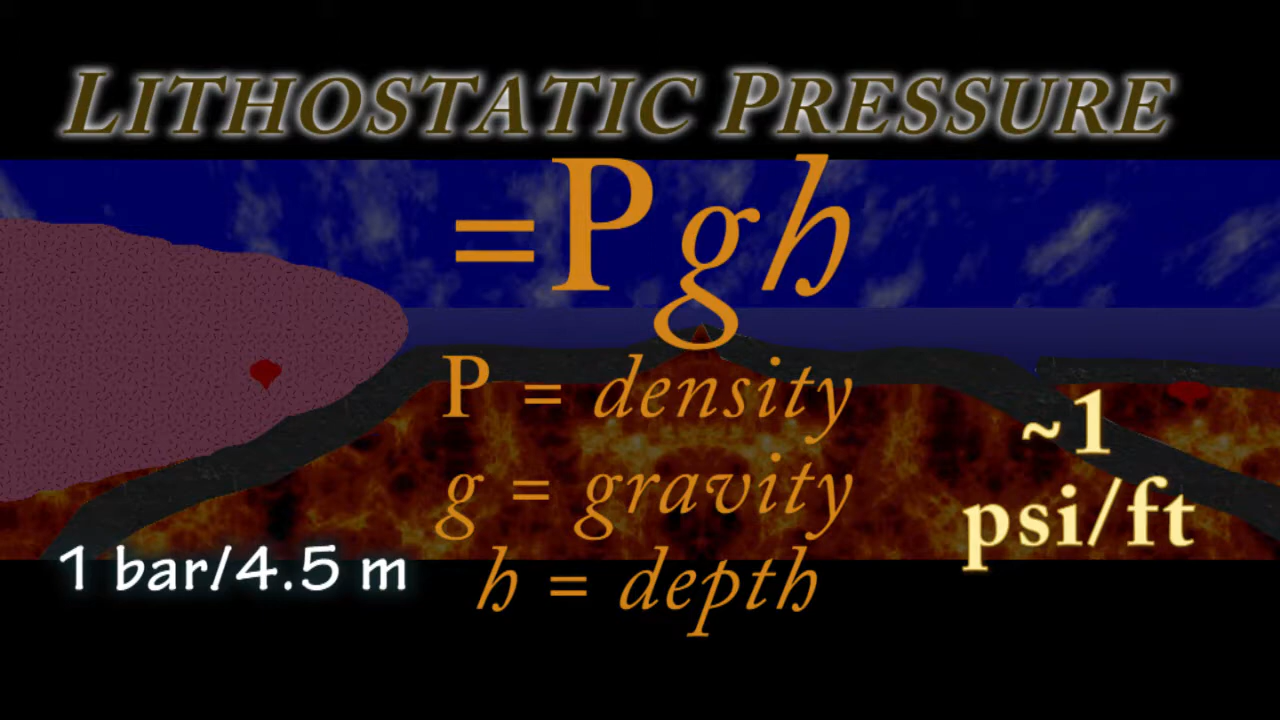 LITHOSTATIC PRESSURE
=Pgh
P = density
g = gravity
h = depth
1 bar/4.5 m
~1
psi/ft